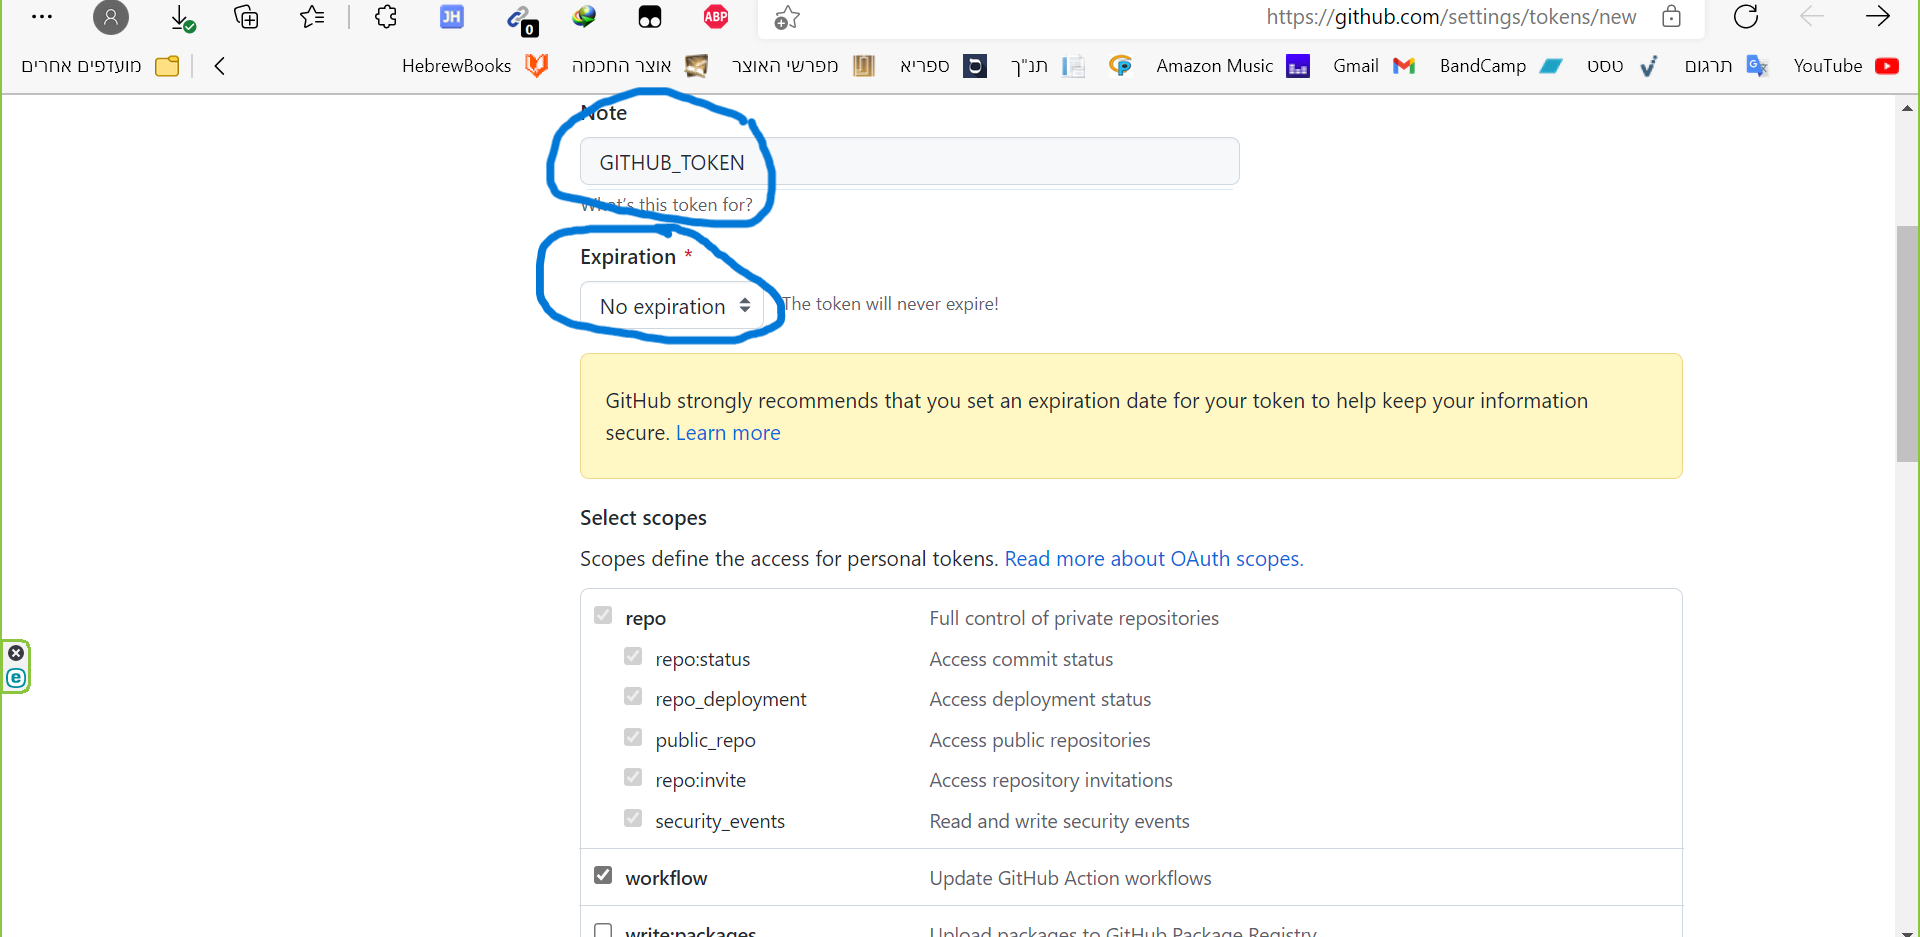 https://github.com/settings/tokens/new
JH
0
ABP
YouTube
תרגום
טסט
BandCamp
Gmail
Amazon Music
תנ"ך
ספריא
מפרשי האוצר
אוצר החכמה
HebrewBooks
מועדפים אחרים
Note
GITHUB_TOKEN
What's this token for?
Expiration *
No expiration The token will never expire!
GitHub strongly recommends that you set an expiration date for your token to help keep your information
secure. Learn more
Select scopes
Scopes define the access for personal tokens. Read more about OAuth scopes.
repo Full control of private repositories
repo:status Access commit status
repo_deployment Access deployment status
public_repo Access public repositories
repo:invite Access repository invitations
security_events Read and write security events
workflow Update GitHub Action workflows
write:packages Upload packages to GitHub Package Registry